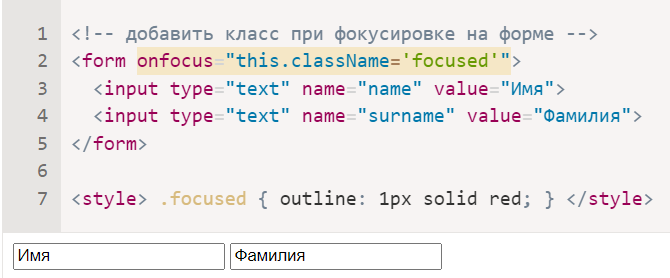 1 <!-- добавить класс при фокусировке на форме -->
2 <form onfocus="this.className='focused'">
3   <input type="text" name="name" value="Имя">
4   <input type="text" name="surname" value="Фамилия">
5 </form>
6
7 <style> .focused { outline: 1px solid red; } </style>
Имя Фамилия